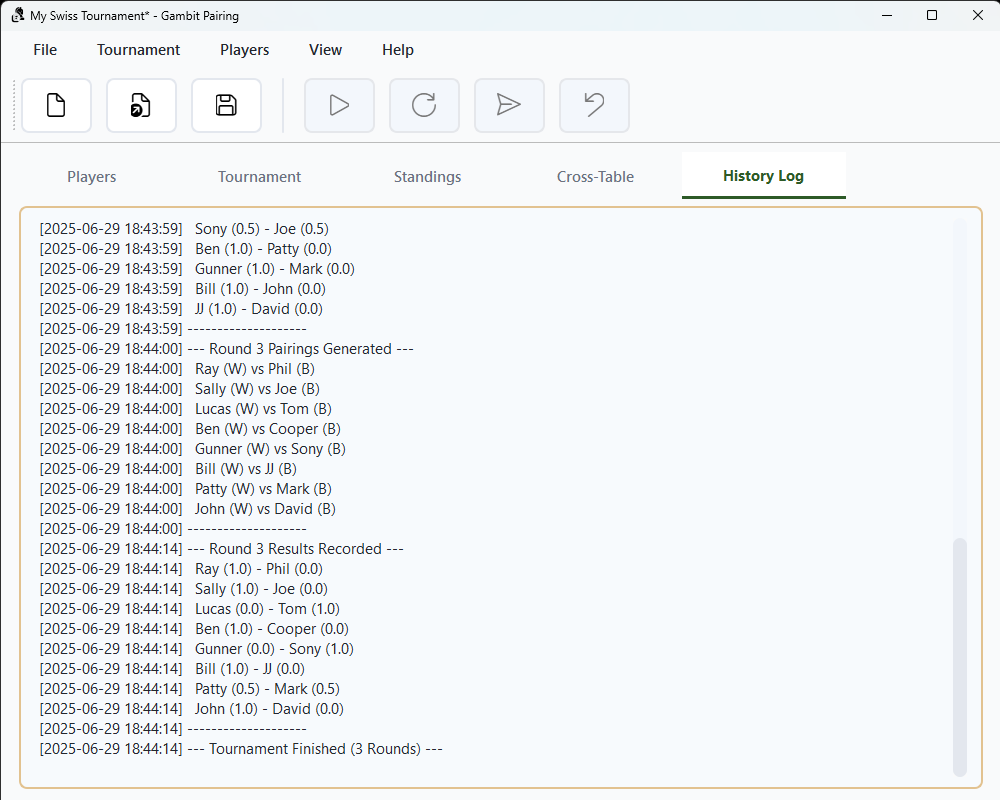 My Swiss Tournament* - Gambit Pairing
File Tournament Players View Help
Players Tournament Standings Cross-Table History Log
[2025-06-29 18:43:59] Sony (0.5) - Joe (0.5)
[2025-06-29 18:43:59] Ben (1.0) - Patty (0.0)
[2025-06-29 18:43:59] Gunner (1.0) - Mark (0.0)
[2025-06-29 18:43:59] Bill (1.0) - John (0.0)
[2025-06-29 18:43:59] JJ (1.0) - David (0.0)
[2025-06-29 18:43:59] --------------------
[2025-06-29 18:44:00] --- Round 3 Pairings Generated ---
[2025-06-29 18:44:00] Ray (W) vs Phil (B)
[2025-06-29 18:44:00] Sally (W) vs Joe (B)
[2025-06-29 18:44:00] Lucas (W) vs Tom (B)
[2025-06-29 18:44:00] Ben (W) vs Cooper (B)
[2025-06-29 18:44:00] Gunner (W) vs Sony (B)
[2025-06-29 18:44:00] Bill (W) vs JJ (B)
[2025-06-29 18:44:00] Patty (W) vs Mark (B)
[2025-06-29 18:44:00] John (W) vs David (B)
[2025-06-29 18:44:00] --------------------
[2025-06-29 18:44:14] --- Round 3 Results Recorded ---
[2025-06-29 18:44:14] Ray (1.0) - Phil (0.0)
[2025-06-29 18:44:14] Sally (1.0) - Joe (0.0)
[2025-06-29 18:44:14] Lucas (0.0) - Tom (1.0)
[2025-06-29 18:44:14] Ben (1.0) - Cooper (0.0)
[2025-06-29 18:44:14] Gunner (0.0) - Sony (1.0)
[2025-06-29 18:44:14] Bill (1.0) - JJ (0.0)
[2025-06-29 18:44:14] Patty (0.5) - Mark (0.5)
[2025-06-29 18:44:14] John (1.0) - David (0.0)
[2025-06-29 18:44:14] --------------------
[2025-06-29 18:44:14] --- Tournament Finished (3 Rounds) ---